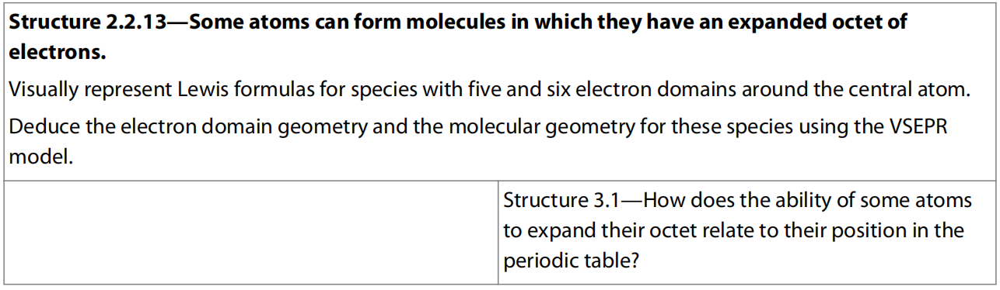 Structure 2.2.13—Some atoms can form molecules in which they have an expanded octet of
electrons.
Visually represent Lewis formulas for species with five and six electron domains around the central atom.
Deduce the electron domain geometry and the molecular geometry for these species using the VSEPR
model.
Structure 3.1—How does the ability of some atoms
to expand their octet relate to their position in the
periodic table?